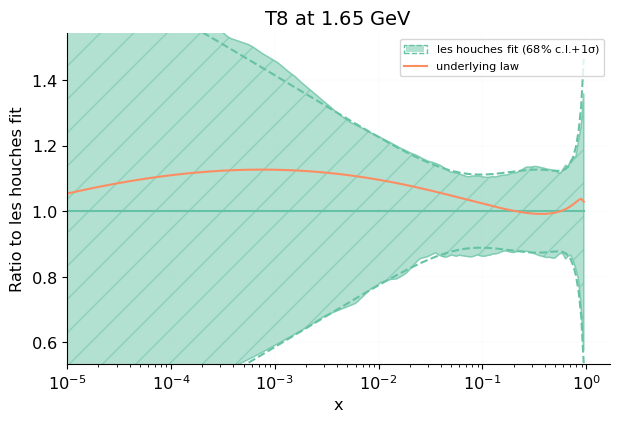 T8 at 1.65 GeV
les houches fit (68% c.l.+1σ)
underlying law
Ratio to les houches fit
1.4
1.2
1.0
0.8
0.6
10⁻⁵ 10⁻⁴ 10⁻³ 10⁻² 10⁻¹ 10⁰
x